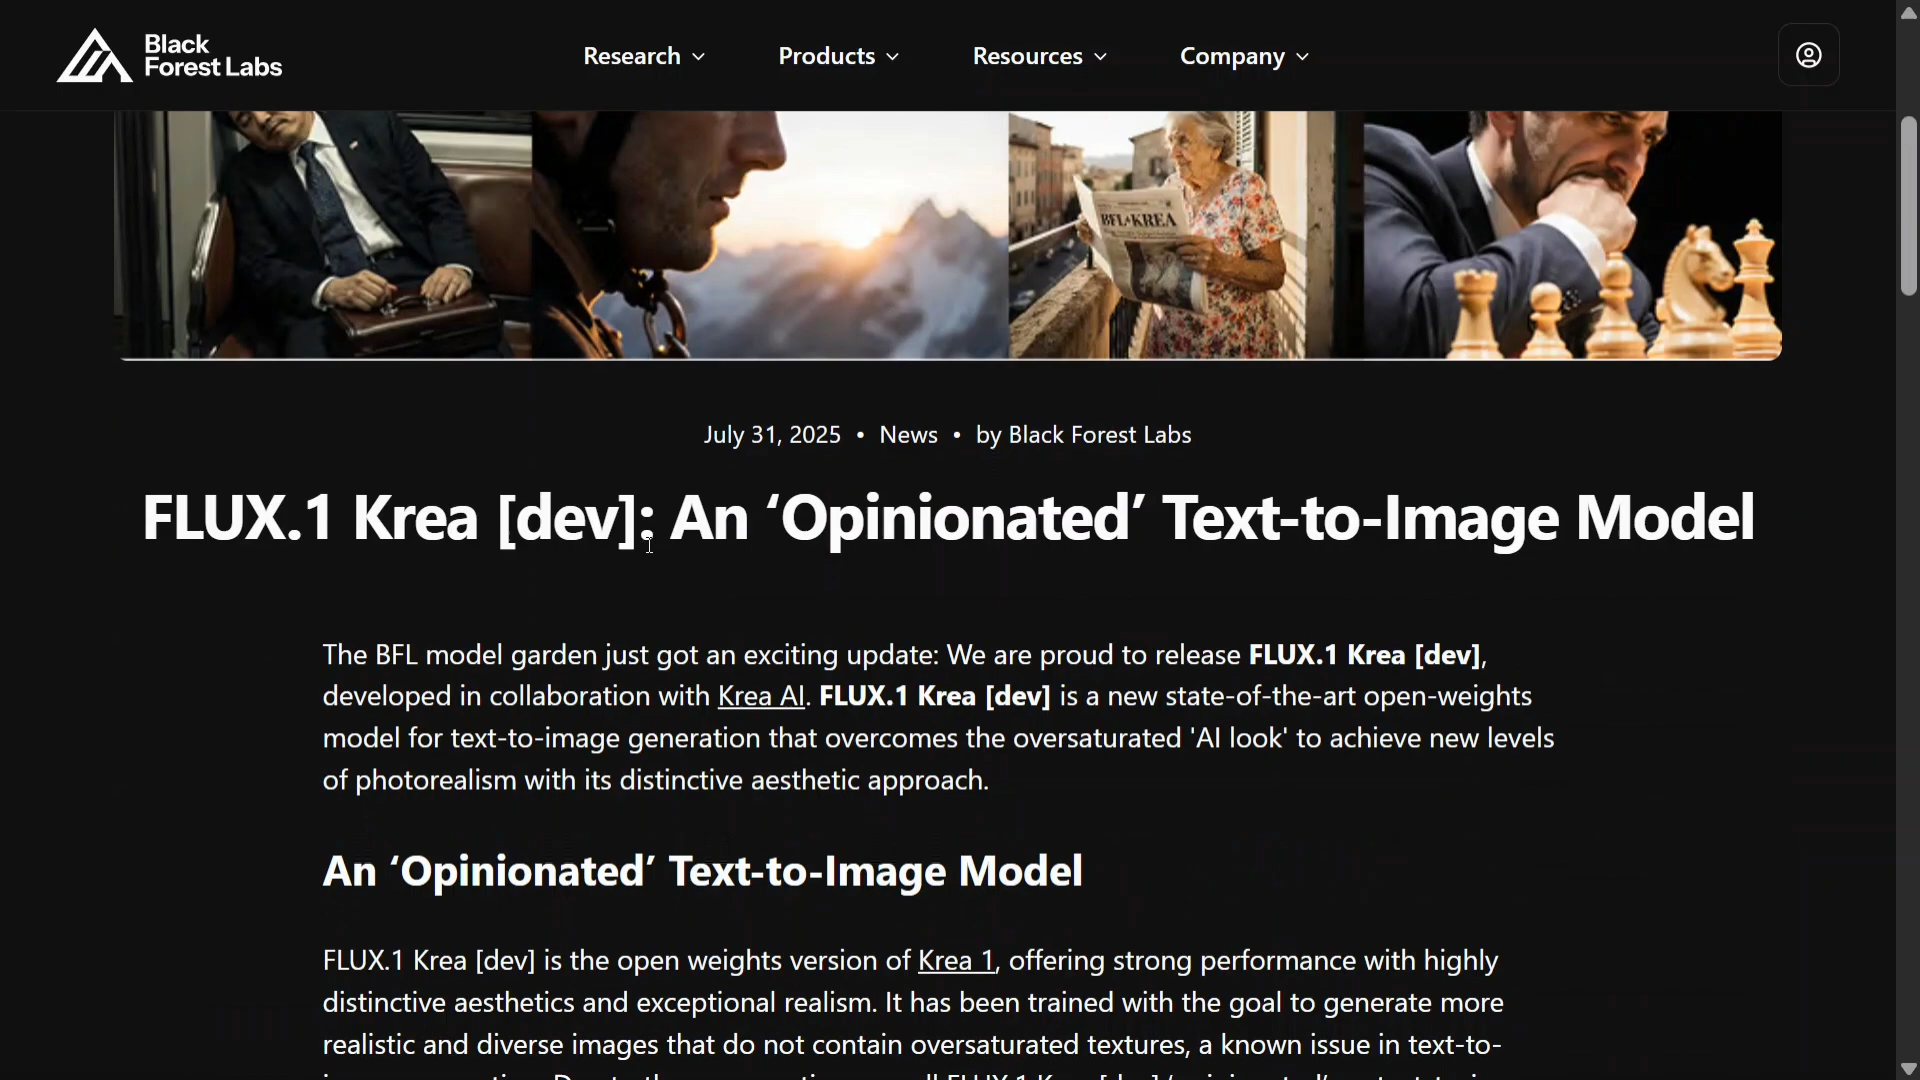 Black
Forest Labs
Research
Products
Resources
Company
BFL & KREA
July 31, 2025 • News • by Black Forest Labs
FLUX.1 Krea [dev]: An ‘Opinionated’ Text-to-Image Model
The BFL model garden just got an exciting update: We are proud to release FLUX.1 Krea [dev],
developed in collaboration with Krea AI. FLUX.1 Krea [dev] is a new state-of-the-art open-weights
model for text-to-image generation that overcomes the oversaturated 'AI look' to achieve new levels
of photorealism with its distinctive aesthetic approach.
An ‘Opinionated’ Text-to-Image Model
FLUX.1 Krea [dev] is the open weights version of Krea 1, offering strong performance with highly
distinctive aesthetics and exceptional realism. It has been trained with the goal to generate more
realistic and diverse images that do not contain oversaturated textures, a known issue in text-to-